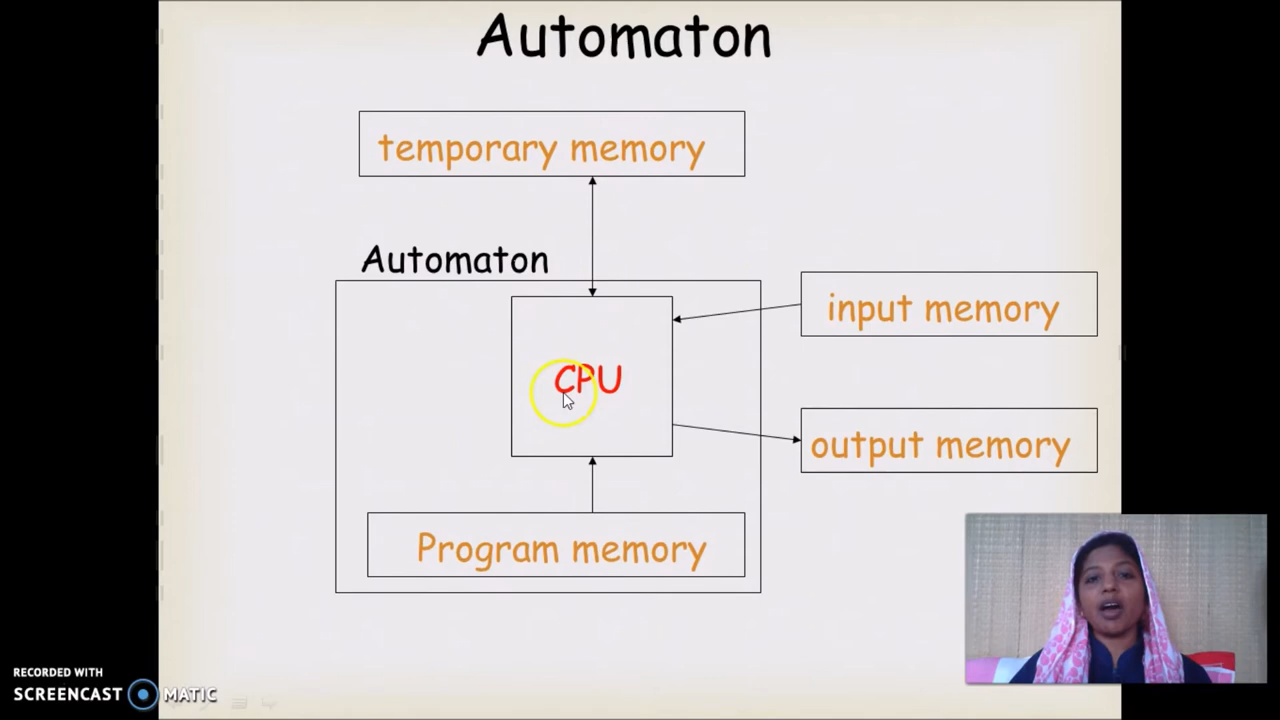 Automaton
temporary memory
Automaton
input memory
CPU
output memory
Program memory
RECORDED WITH
SCREENCAST MATIC